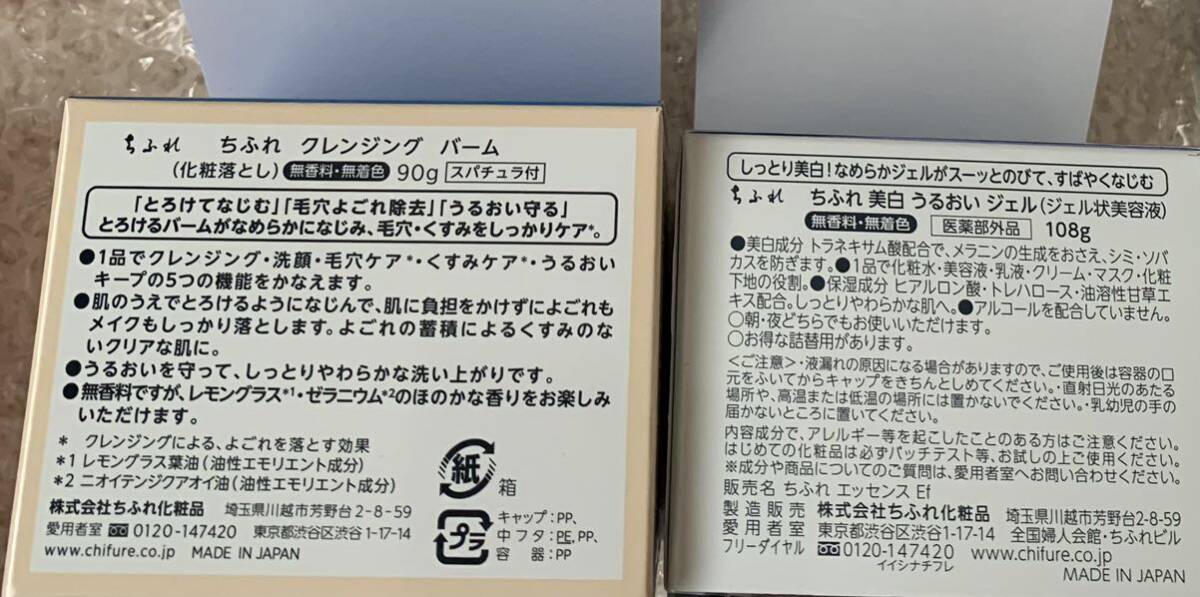 ちふれ ちふれ クレンジング バーム
(化粧落とし) 無香料・無着色 90g スパチュラ付
「とろけてなじむ」「毛穴よごれ除去」「うるおい守る」
とろけるバームがなめらかになじみ、毛穴・くすみをしっかりケア*。
●1品でクレンジング・洗顔・毛穴ケア*・くすみケア*・うるおい
キープの5つの機能をかなえます。
●肌のうえでとろけるようになじんで、肌に負担をかけずによごれも
メイクもしっかり落とします。よごれの蓄積によるくすみのな
いクリアな肌に。
●うるおいを守って、しっとりやわらかな洗い上がりです。
●無香料ですが、レモングラス*1・ゼラニウム*2のほのかな香りをお楽しみ
いただけます。
* クレンジングによる、よごれを落とす効果
*1 レモングラス葉油(油性エモリエント成分)
*2 ニオイテンジクアオイ油(油性エモリエント成分)
株式会社ちふれ化粧品 埼玉県川越市芳野台2-8-59
愛用者室 0120-147420 東京都渋谷区渋谷1-17-14
www.chifure.co.jp MADE IN JAPAN
紙 箱
プラ キャップ:PP、
中フタ:PE,PP、
容器:PP
しっとり美白!なめらかジェルがスーッとのびて、すばやくなじむ
ちふれ ちふれ 美白 うるおい ジェル(ジェル状美容液)
無香料・無着色 医薬部外品 108g
●美白成分 トラネキサム酸配合で、メラニンの生成をおさえ、シミ・ソバ
カスを防ぎます。●1品で化粧水・美容液・乳液・クリーム・マスク・化粧
下地の役割。●保湿成分 ヒアルロン酸・トレハロース・油溶性甘草エ
キス配合。しっとりやわらかな肌へ。●アルコールを配合していません。
○朝・夜どちらでもお使いいただけます。
○お得な詰替用があります。
<ご注意>・液漏れの原因になる場合がありますので、ご使用後は容器の口
元をふいてからキャップをきちんとしめてください。・直射日光のあたる
場所や、高温または低温の場所には置かないでください。・乳幼児の手の
届かないところに置いてください。
内容成分で、アレルギー等を起こしたことのある方はご注意ください。
はじめての化粧品は必ずパッチテスト等、お試しの上ご使用ください。
※成分や商品についてのご質問は、愛用者室へお問い合わせください。
販売名 ちふれ エッセンス Ef
製造販売 株式会社ちふれ化粧品 埼玉県川越市芳野台2-8-59
愛用者室 東京都渋谷区渋谷1-17-14 全国婦人会館・ちふれビル
フリーダイヤル 0120-147420 www.chifure.co.jp
イイシナチフレ
MADE IN JAPAN